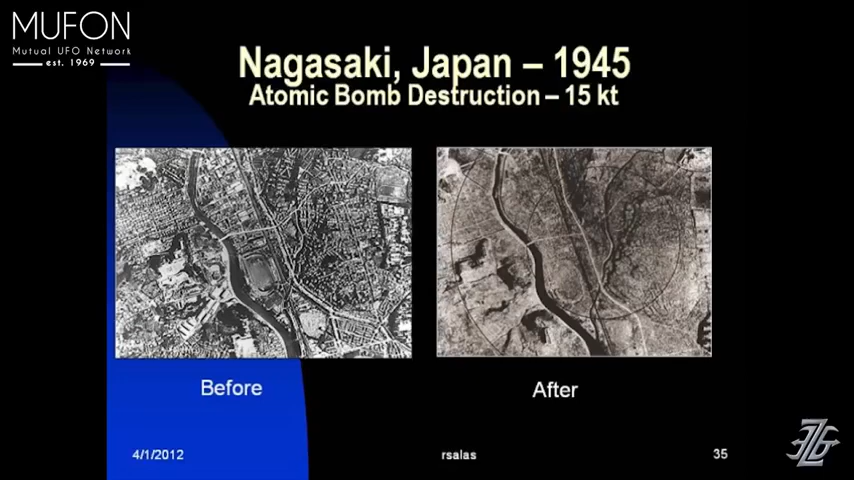 MUFON
Mutual UFO Network
est. 1969
Nagasaki, Japan – 1945
Atomic Bomb Destruction – 15 kt
Before
After
4/1/2012
rsalas
35